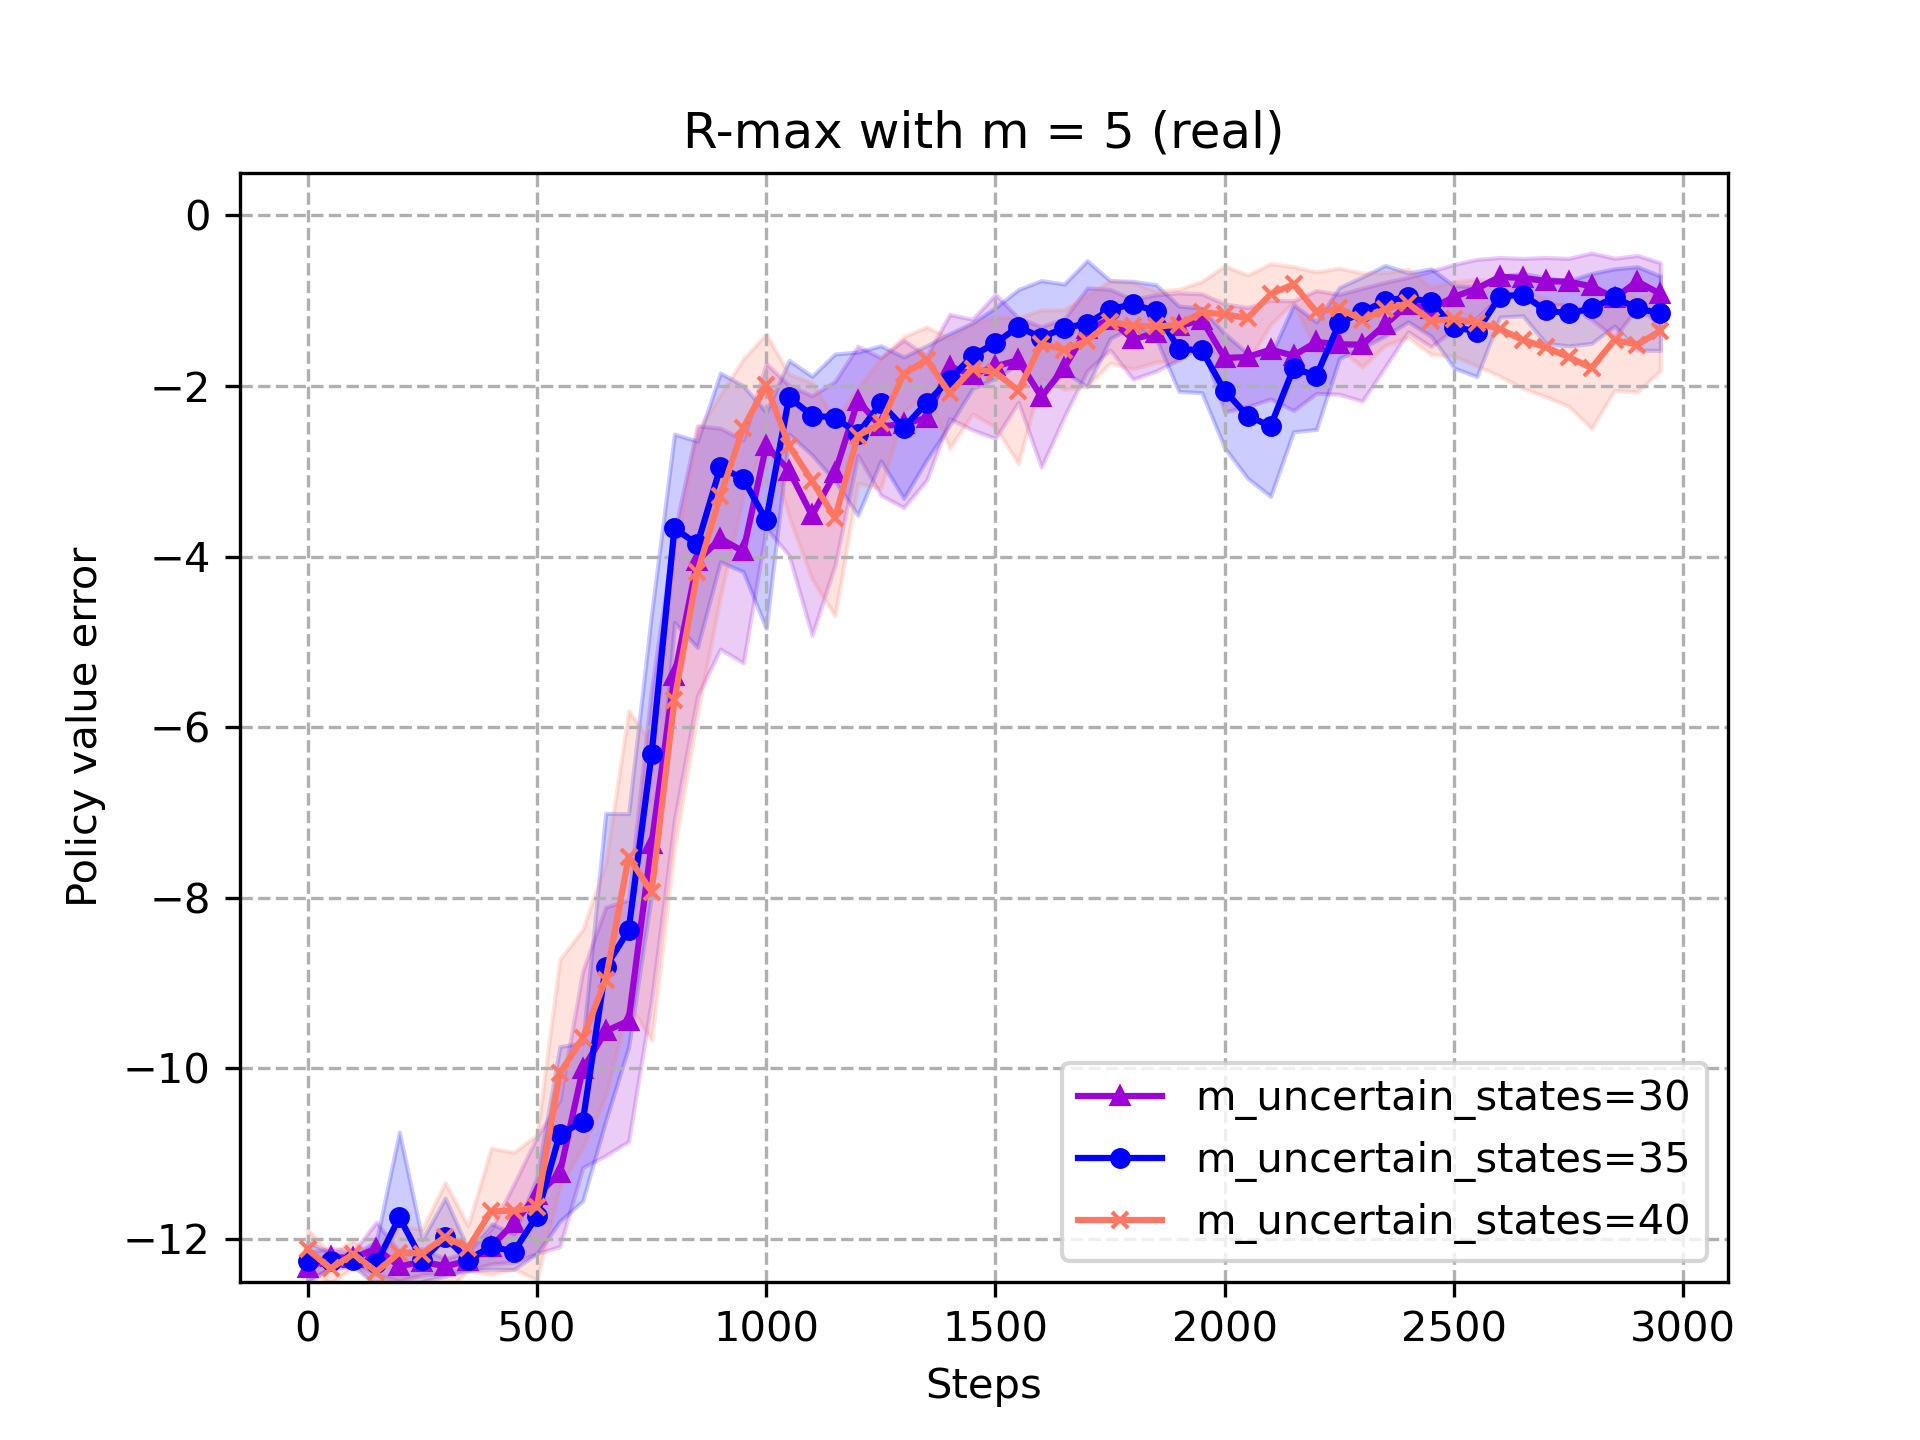 R-max with m = 5 (real)
0
−2
−4
−6
−8
−10
−12
Policy value error
m_uncertain_states=30
m_uncertain_states=35
m_uncertain_states=40
0 500 1000 1500 2000 2500 3000
Steps